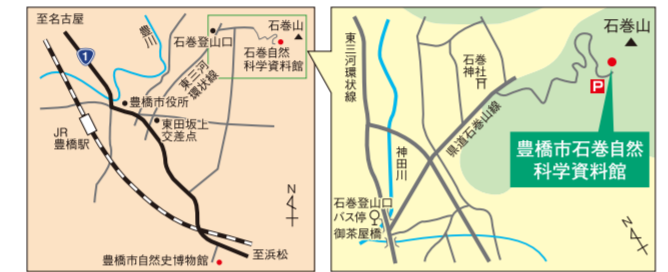 至名古屋
豊川
1
石巻登山口
石巻山
石巻自然
科学資料館
東三河
環状線
豊橋市役所
東田坂上
交差点
JR
豊橋駅
N
至浜松
豊橋市自然史博物館
石巻山
東三河環状線
石巻
神社
P
県道石巻山線
豊橋市石巻自然
科学資料館
神田川
石巻登山口
バス停
御茶屋橋
N